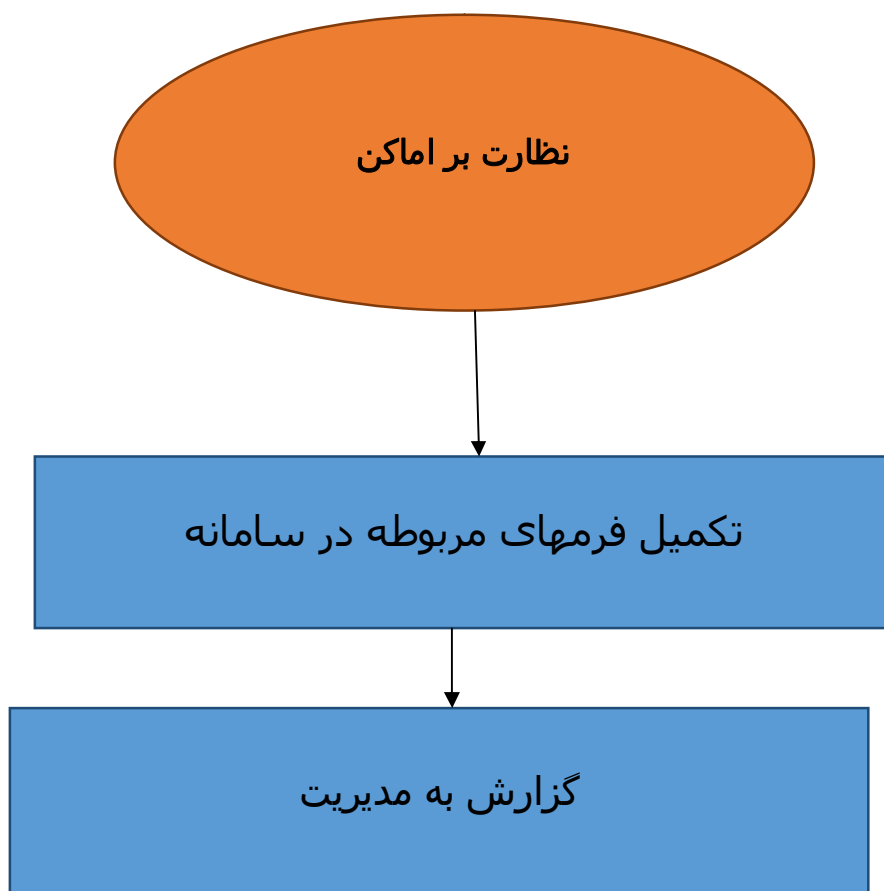 نظارت بر اماکن
تکمیل فرمهای مربوطه در سامانه
گزارش به مدیریت